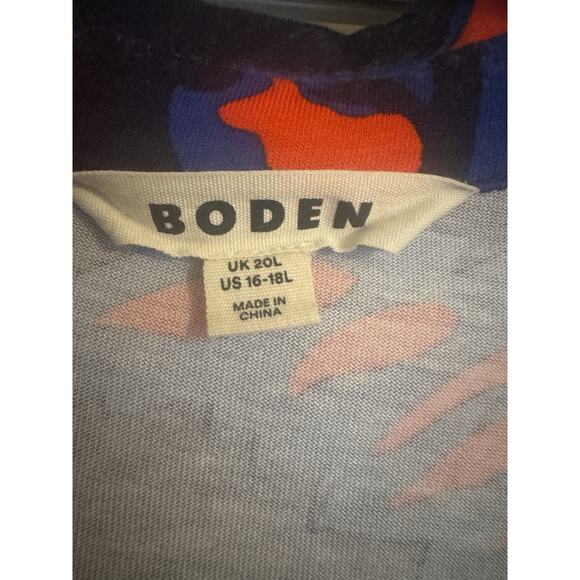 BODEN
UK 20L
US 16-18L
MADE IN
CHINA